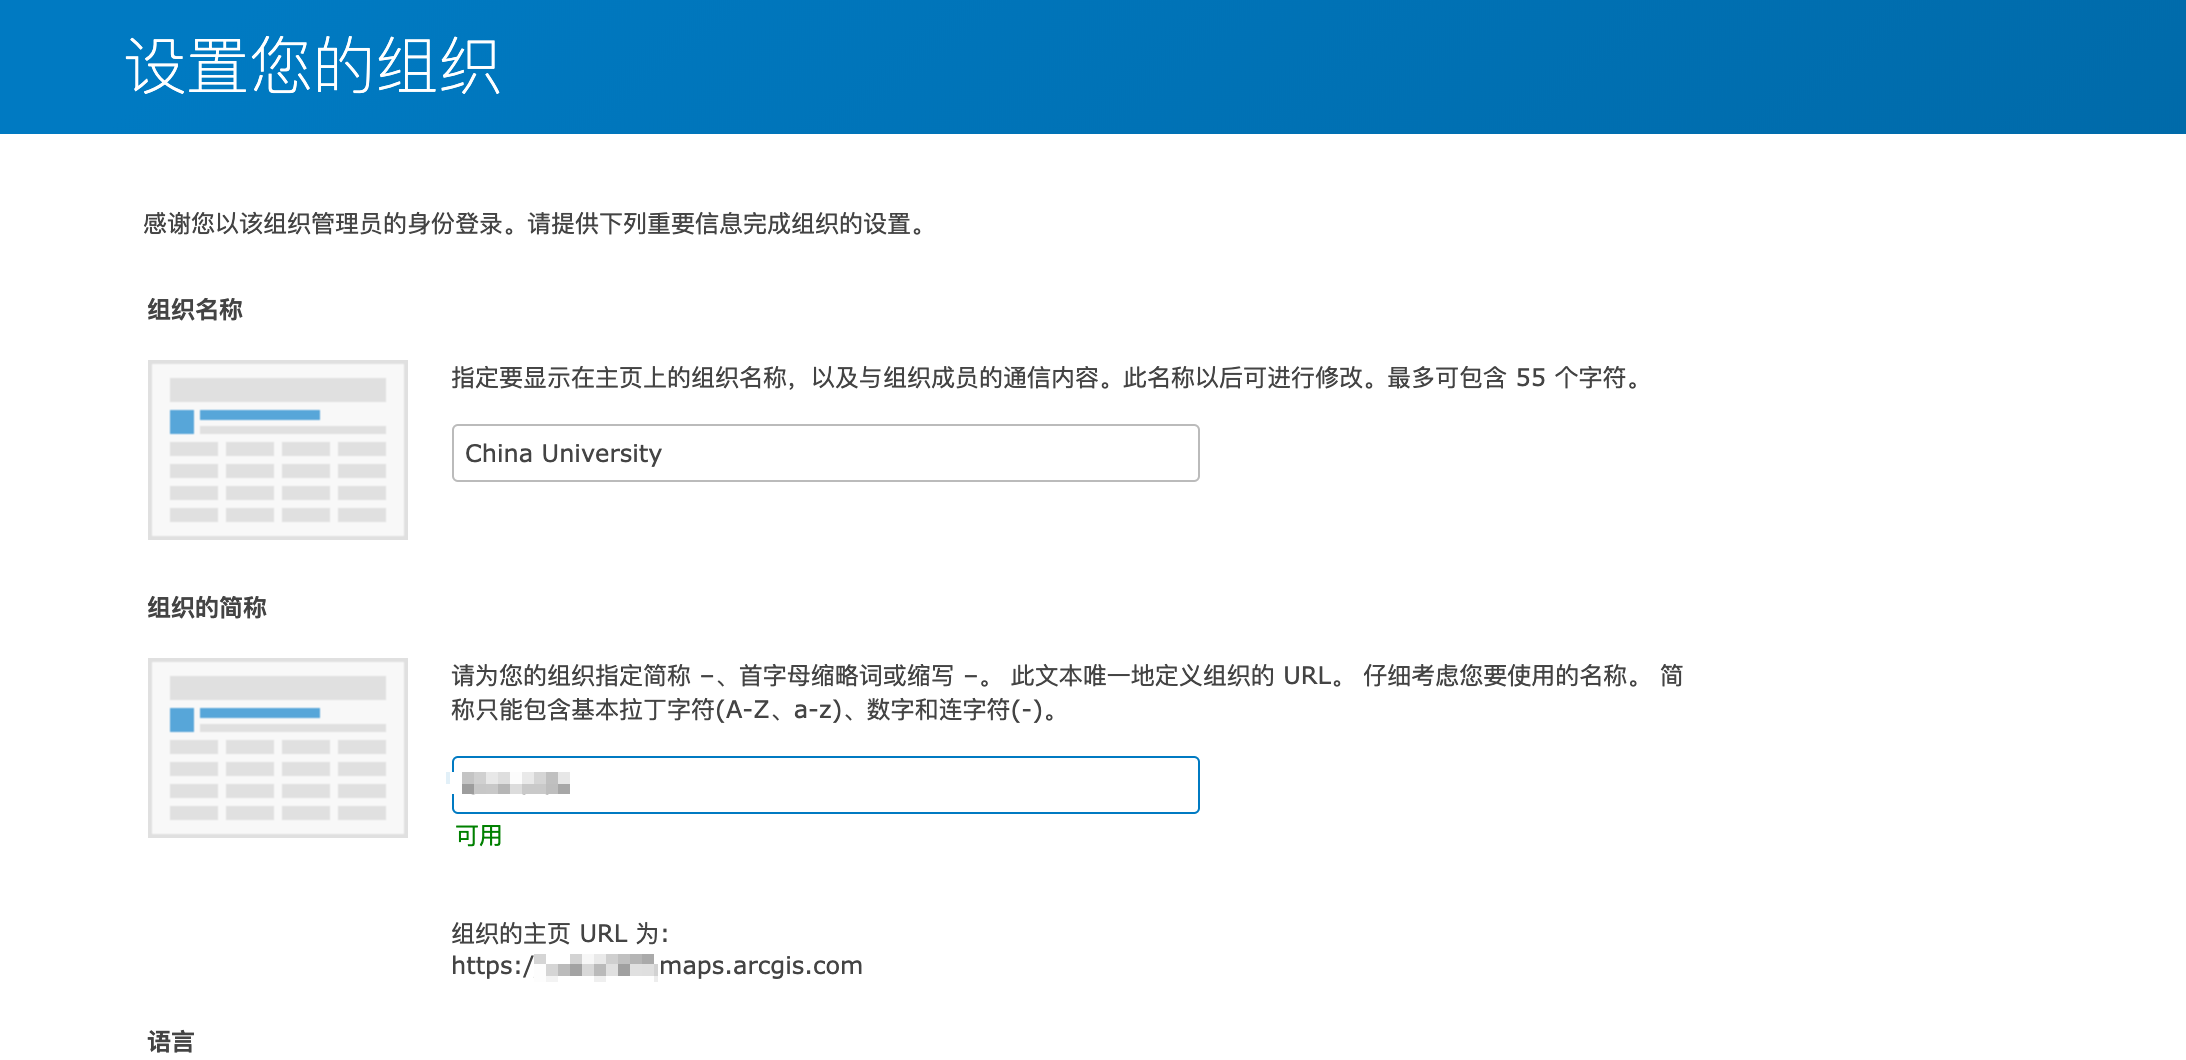 设置您的组织
感谢您以该组织管理员的身份登录。请提供下列重要信息完成组织的设置。
组织名称
指定要显示在主页上的组织名称，以及与组织成员的通信内容。此名称以后可进行修改。最多可包含 55 个字符。
China University
组织的简称
请为您的组织指定简称 –、首字母缩略词或缩写 –。 此文本唯一地定义组织的 URL。 仔细考虑您要使用的名称。 简
称只能包含基本拉丁字符(A-Z、a-z)、数字和连字符(-)。
可用
组织的主页 URL 为：
https:/ maps.arcgis.com
语言